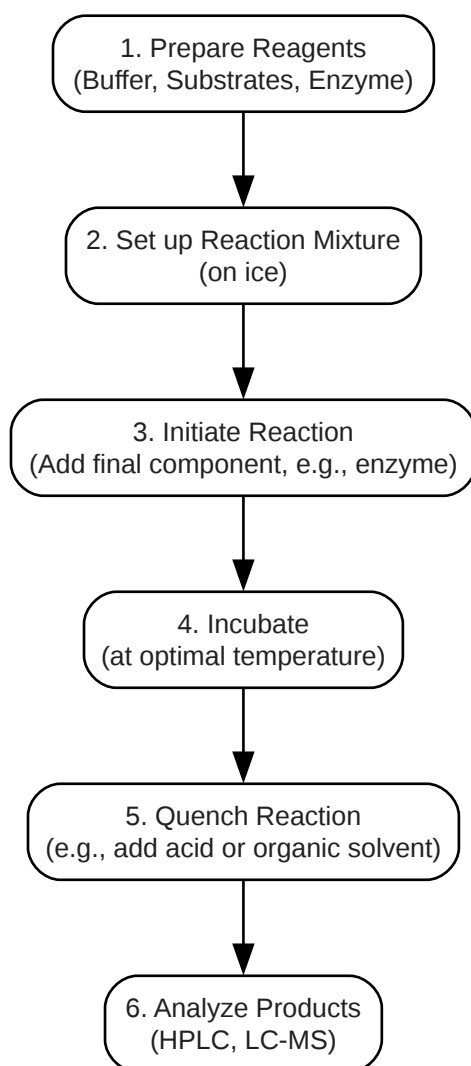 1. Prepare Reagents
(Buffer, Substrates, Enzyme)
2. Set up Reaction Mixture
(on ice)
3. Initiate Reaction
(Add final component, e.g., enzyme)
4. Incubate
(at optimal temperature)
5. Quench Reaction
(e.g., add acid or organic solvent)
6. Analyze Products
(HPLC, LC-MS)